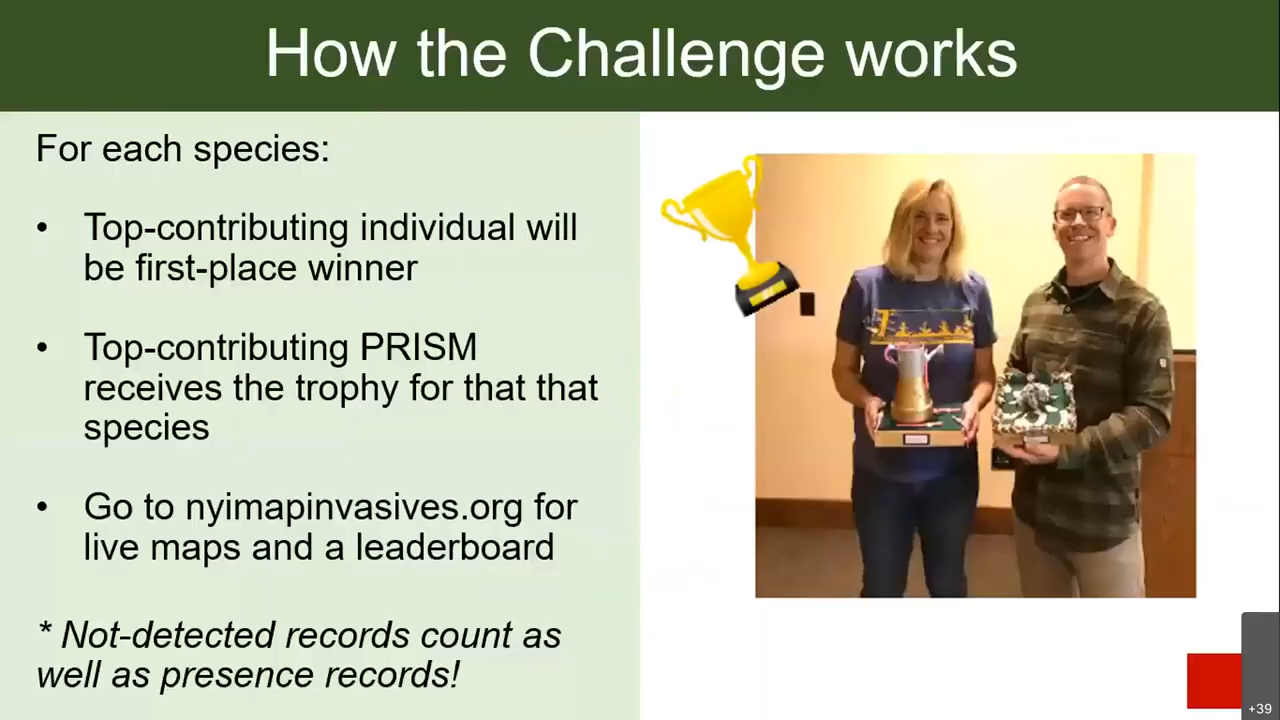 How the Challenge works
For each species:
• Top-contributing individual will
be first-place winner
• Top-contributing PRISM
receives the trophy for that that
species
• Go to nyimapinvasives.org for
live maps and a leaderboard
* Not-detected records count as
well as presence records!
+39